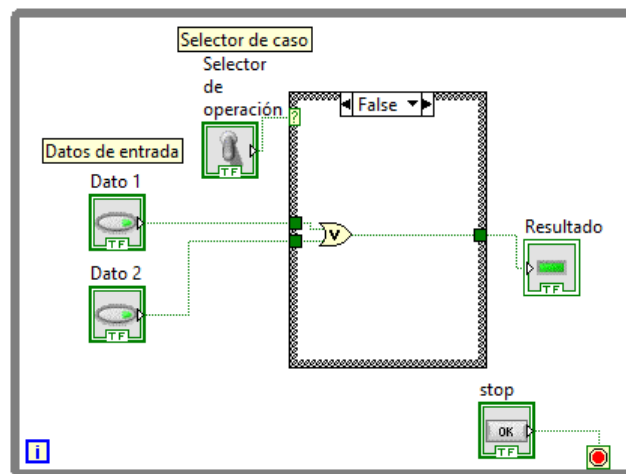 Selector de caso
Selector
de
operación
False
?
TF
Datos de entrada
Dato 1
TF
V
Resultado
TF
Dato 2
TF
stop
OK
TF
i